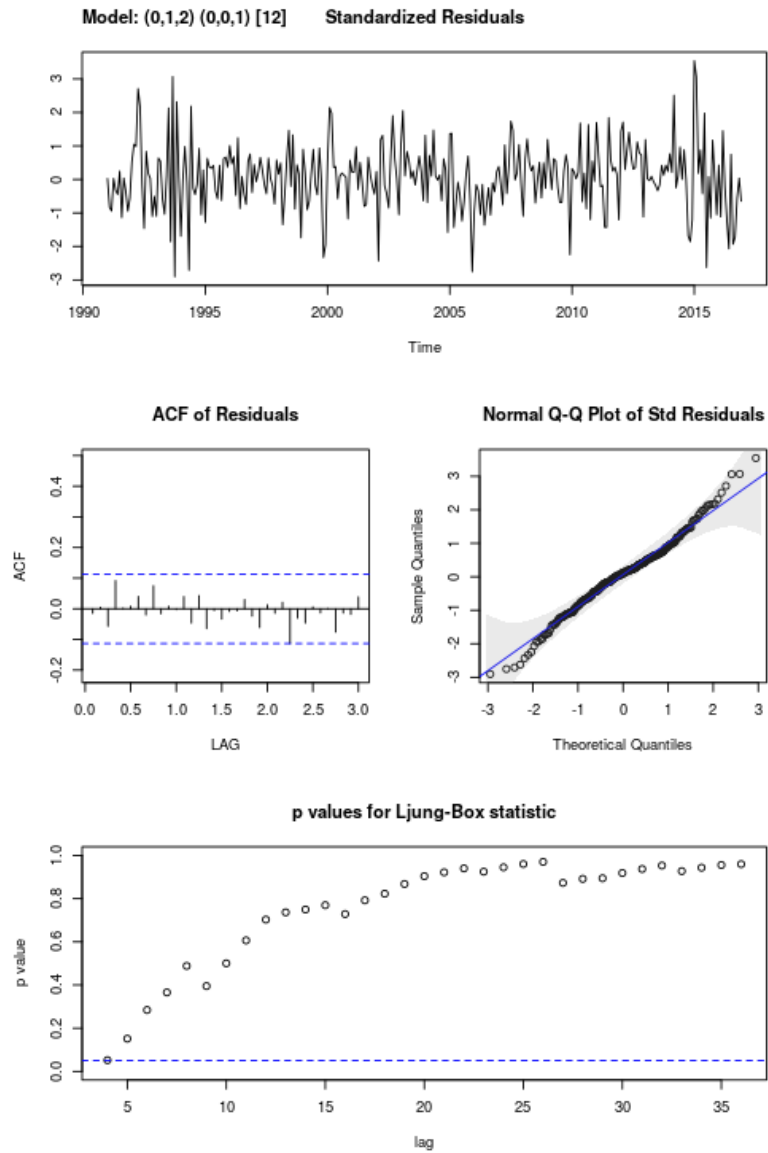 Model: (0,1,2) (0,0,1) [12] Standardized Residuals
3
2
1
0
-1
-2
-3
1990 1995 2000 2005 2010 2015
Time
ACF of Residuals
ACF
0.4
0.2
0.0
-0.2
0.0 0.5 1.0 1.5 2.0 2.5 3.0
LAG
Normal Q-Q Plot of Std Residuals
Sample Quantiles
3
2
1
0
-1
-2
-3
-3 -2 -1 0 1 2 3
Theoretical Quantiles
p values for Ljung-Box statistic
p value
1.0
0.8
0.6
0.4
0.2
0.0
5 10 15 20 25 30 35
lag